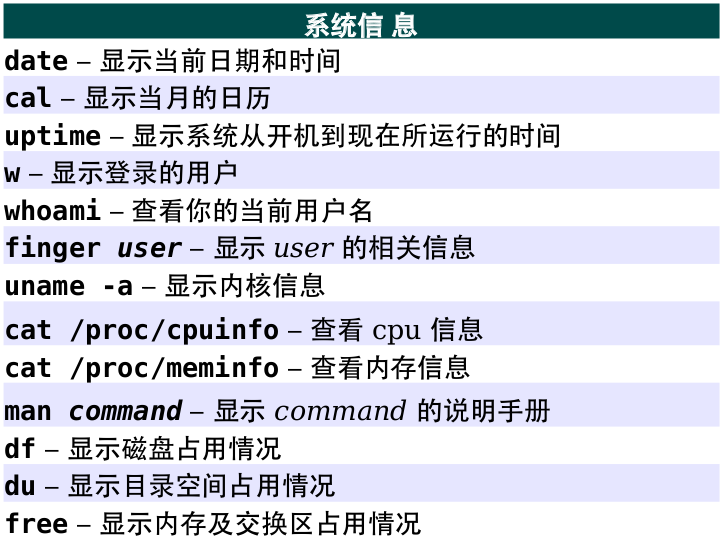 系统信 息
date – 显示当前日期和时间
cal – 显示当月的日历
uptime – 显示系统从开机到现在所运行的时间
w – 显示登录的用户
whoami – 查看你的当前用户名
finger user – 显示 user 的相关信息
uname -a – 显示内核信息
cat /proc/cpuinfo – 查看 cpu 信息
cat /proc/meminfo – 查看内存信息
man command – 显示 command 的说明手册
df – 显示磁盘占用情况
du – 显示目录空间占用情况
free – 显示内存及交换区占用情况